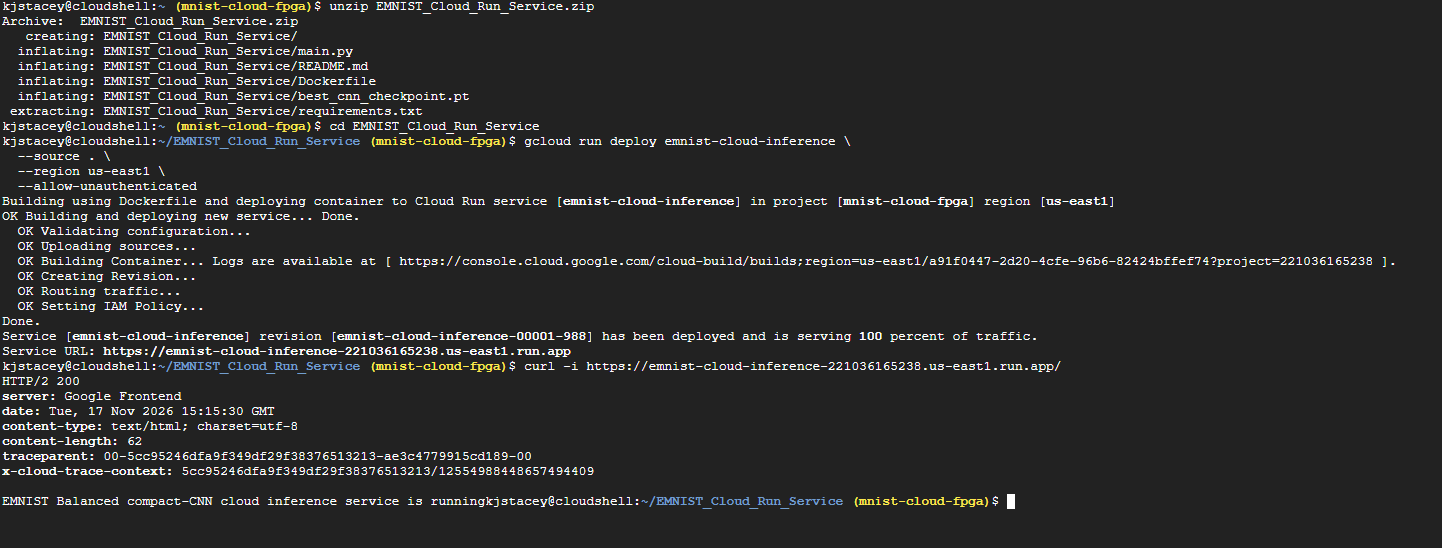 kjstacey@cloudshell:~ (mnist-cloud-fpga)$ unzip EMNIST_Cloud_Run_Service.zip
Archive:  EMNIST_Cloud_Run_Service.zip
   creating: EMNIST_Cloud_Run_Service/
  inflating: EMNIST_Cloud_Run_Service/main.py
  inflating: EMNIST_Cloud_Run_Service/README.md
  inflating: EMNIST_Cloud_Run_Service/Dockerfile
  inflating: EMNIST_Cloud_Run_Service/best_cnn_checkpoint.pt
 extracting: EMNIST_Cloud_Run_Service/requirements.txt
kjstacey@cloudshell:~ (mnist-cloud-fpga)$ cd EMNIST_Cloud_Run_Service
kjstacey@cloudshell:~/EMNIST_Cloud_Run_Service (mnist-cloud-fpga)$ gcloud run deploy emnist-cloud-inference \
  --source . \
  --region us-east1 \
  --allow-unauthenticated
Building using Dockerfile and deploying container to Cloud Run service [emnist-cloud-inference] in project [mnist-cloud-fpga] region [us-east1]
OK Building and deploying new service... Done.
  OK Validating configuration...
  OK Uploading sources...
  OK Building Container... Logs are available at [ https://console.cloud.google.com/cloud-build/builds;region=us-east1/a91f0447-2d20-4cfe-96b6-82424bffef74?project=221036165238 ].
  OK Creating Revision...
  OK Routing traffic...
  OK Setting IAM Policy...
Done.
Service [emnist-cloud-inference] revision [emnist-cloud-inference-00001-988] has been deployed and is serving 100 percent of traffic.
Service URL: https://emnist-cloud-inference-221036165238.us-east1.run.app
kjstacey@cloudshell:~/EMNIST_Cloud_Run_Service (mnist-cloud-fpga)$ curl -i https://emnist-cloud-inference-221036165238.us-east1.run.app/
HTTP/2 200
server: Google Frontend
date: Tue, 17 Nov 2026 15:15:30 GMT
content-type: text/html; charset=utf-8
content-length: 62
traceparent: 00-5cc95246dfa9f349df29f38376513213-ae3c4779915cd189-00
x-cloud-trace-context: 5cc95246dfa9f349df29f38376513213/12554988448657494409

EMNIST Balanced compact-CNN cloud inference service is runningkjstacey@cloudshell:~/EMNIST_Cloud_Run_Service (mnist-cloud-fpga)$